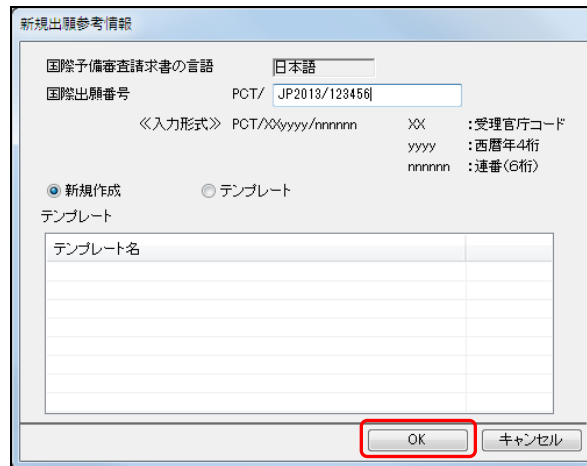 新規出願参考情報
国際予備審査請求書の言語 日本語
国際出願番号 PCT/ JP2013/123456
≪入力形式≫ PCT/XXyyyy/nnnnnn XX :受理官庁コード
yyyy :西暦年4桁
nnnnnn :連番(6桁)
新規作成 テンプレート
テンプレート
テンプレート名
OK キャンセル